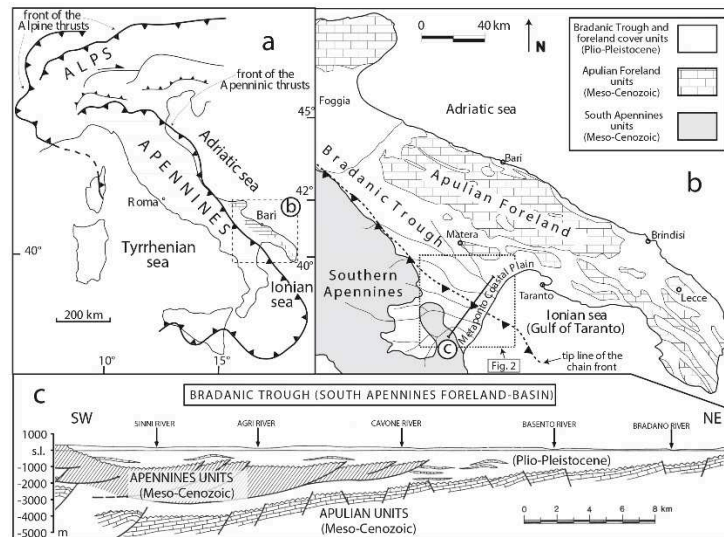 front of the
Alpine thrusts
a
ALPS
front of the
Apenninic thrusts
45°
Adriatic sea
APENNINES
42°
Roma
b
Bari
40°
40°
Tyrrhenian
sea
Ionian
sea
200 km
10°
15°
0
40 km
N
Bradanic Trough and
foreland cover units
(Plio-Pleistocene)
Apulian Foreland
units
(Meso-Cenozoic)
South Apennines
units
(Meso-Cenozoic)
Foggia
Adriatic sea
b
Bari
Apulian Foreland
Bradanic Trough
Matera
Brindisi
Southern
Apennines
Metaponto Coastal Plain
Taranto
Lecce
Ionian sea
(Gulf of Taranto)
C
Fig. 2
tip line of the
chain front
c
BRADANIC TROUGH (SOUTH APENNINES FORELAND-BASIN)
SW
NE
SINNI RIVER
AGRI RIVER
CAVONE RIVER
BASENTO RIVER
BRADANO RIVER
1000
s.l.
-1000
-2000
-3000
-4000
-5000
m
(Plio-Pleistocene)
APENNINES UNITS
(Meso-Cenozoic)
APULIAN UNITS
(Meso-Cenozoic)
0 2 4 6 8 km